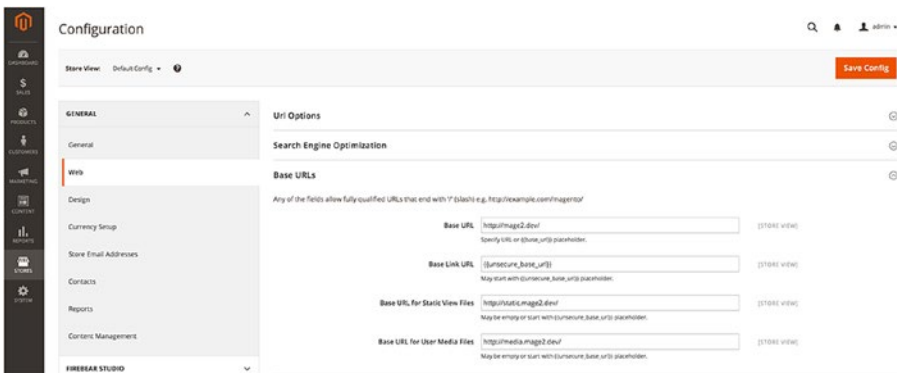 Configuration
admin
DASHBOARD
Store View: Default Config
Save Config
SALES
PRODUCTS
GENERAL
Url Options
CUSTOMERS
General
Search Engine Optimization
MARKETING
Web
Base URLs
CONTENT
Design
Any of the fields allow fully qualified URLs that end with '/' (slash) e.g. http://example.com/magento/
REPORTS
Currency Setup
Base URL http://mage2.dev/ [STORE VIEW]
Specify URL or {{base_url}} placeholder.
STORES
Store Email Addresses
Base Link URL {{unsecure_base_url}} [STORE VIEW]
May start with {{unsecure_base_url}} placeholder.
SYSTEM
Contacts
Reports
Base URL for Static View Files http://static.mage2.dev/ [STORE VIEW]
May be empty or start with {{unsecure_base_url}} placeholder.
Content Management
Base URL for User Media Files http://media.mage2.dev/ [STORE VIEW]
May be empty or start with {{unsecure_base_url}} placeholder.
FIREBEAR STUDIO